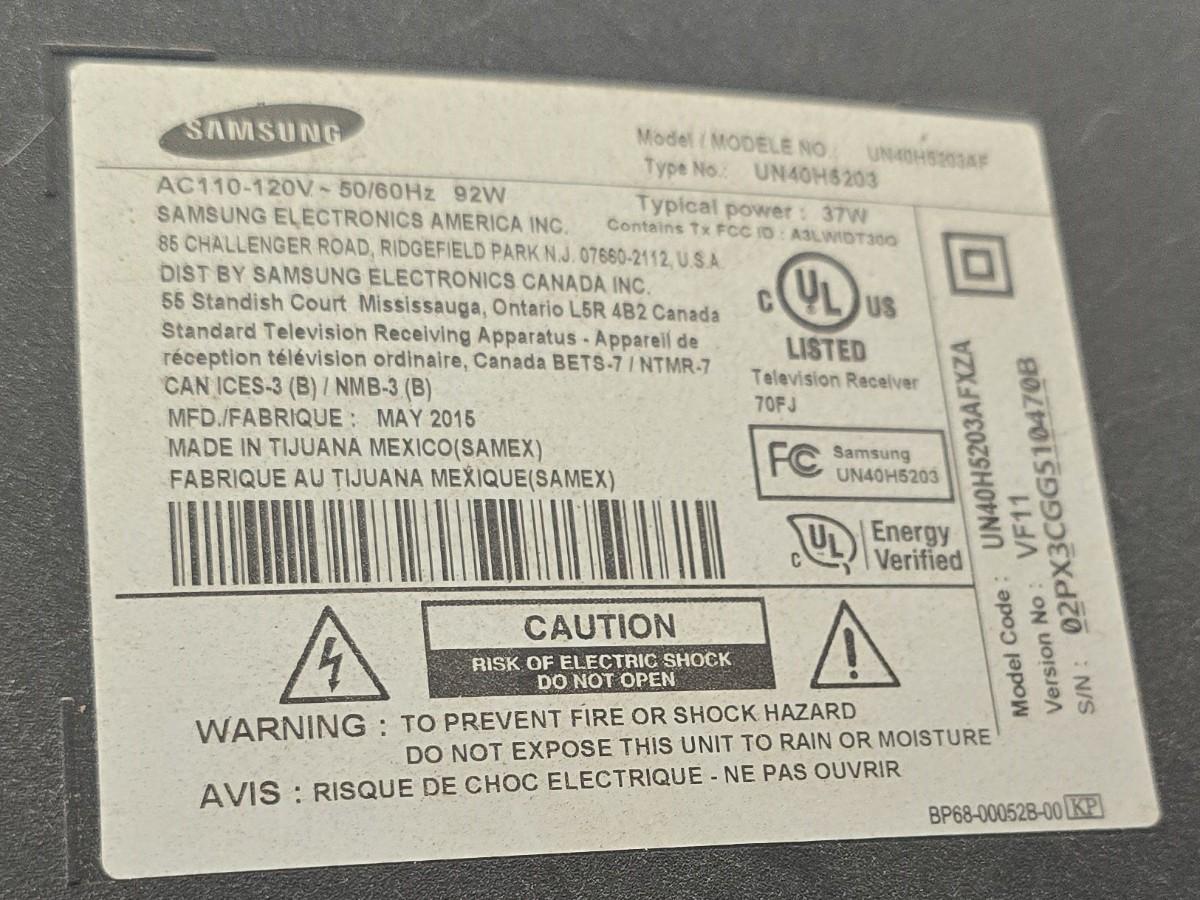 SAMSUNG
Model / MODELE NO. UN40H5203AF
Type No.: UN40H5203
AC110-120V ~ 50/60Hz 92W
Typical power : 37W
SAMSUNG ELECTRONICS AMERICA INC.
Contains Tx FCC ID : A3LWIDT30Q
85 CHALLENGER ROAD, RIDGEFIELD PARK N.J. 07660-2112, U.S.A
DIST BY SAMSUNG ELECTRONICS CANADA INC.
55 Standish Court Mississauga, Ontario L5R 4B2 Canada
Standard Television Receiving Apparatus - Appareil de
réception télévision ordinaire, Canada BETS-7 / NTMR-7
CAN ICES-3 (B) / NMB-3 (B)
MFD./FABRIQUE : MAY 2015
MADE IN TIJUANA MEXICO(SAMEX)
FABRIQUE AU TIJUANA MEXIQUE(SAMEX)
C UL US
LISTED
Television Receiver
70FJ
FC Samsung
UN40H5203
C UL Energy
Verified
Model Code : UN40H5203AFXZA
Version No : VF11
S/N : 02PX3CGG510470B
CAUTION
RISK OF ELECTRIC SHOCK
DO NOT OPEN
WARNING : TO PREVENT FIRE OR SHOCK HAZARD
DO NOT EXPOSE THIS UNIT TO RAIN OR MOISTURE
AVIS : RISQUE DE CHOC ELECTRIQUE - NE PAS OUVRIR
BP68-00052B-00 KP